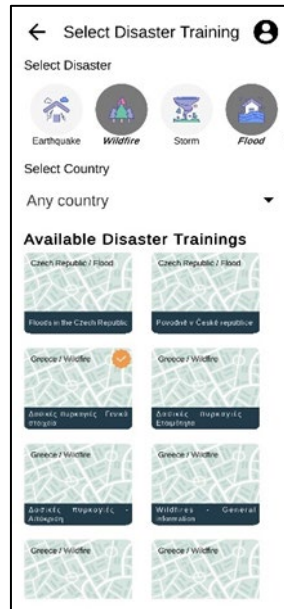 Select Disaster Training
Select Disaster
Earthquake
Wildfire
Storm
Flood
Select Country
Any country
Available Disaster Trainings
Czech Republic / Flood
Czech Republic / Flood
Floods in the Czech Republic
Povodně v České republice
Greece / Wildfire
Greece / Wildfire
Δασικές πυρκαγιές Γενικά
στοιχεία
Δασικές πυρκαγιές
Ετοιμότητα
Greece / Wildfire
Greece / Wildfire
Δασικές πυρκαγιές -
Απόκριση
Wildfires - General
information
Greece / Wildfire
Greece / Wildfire